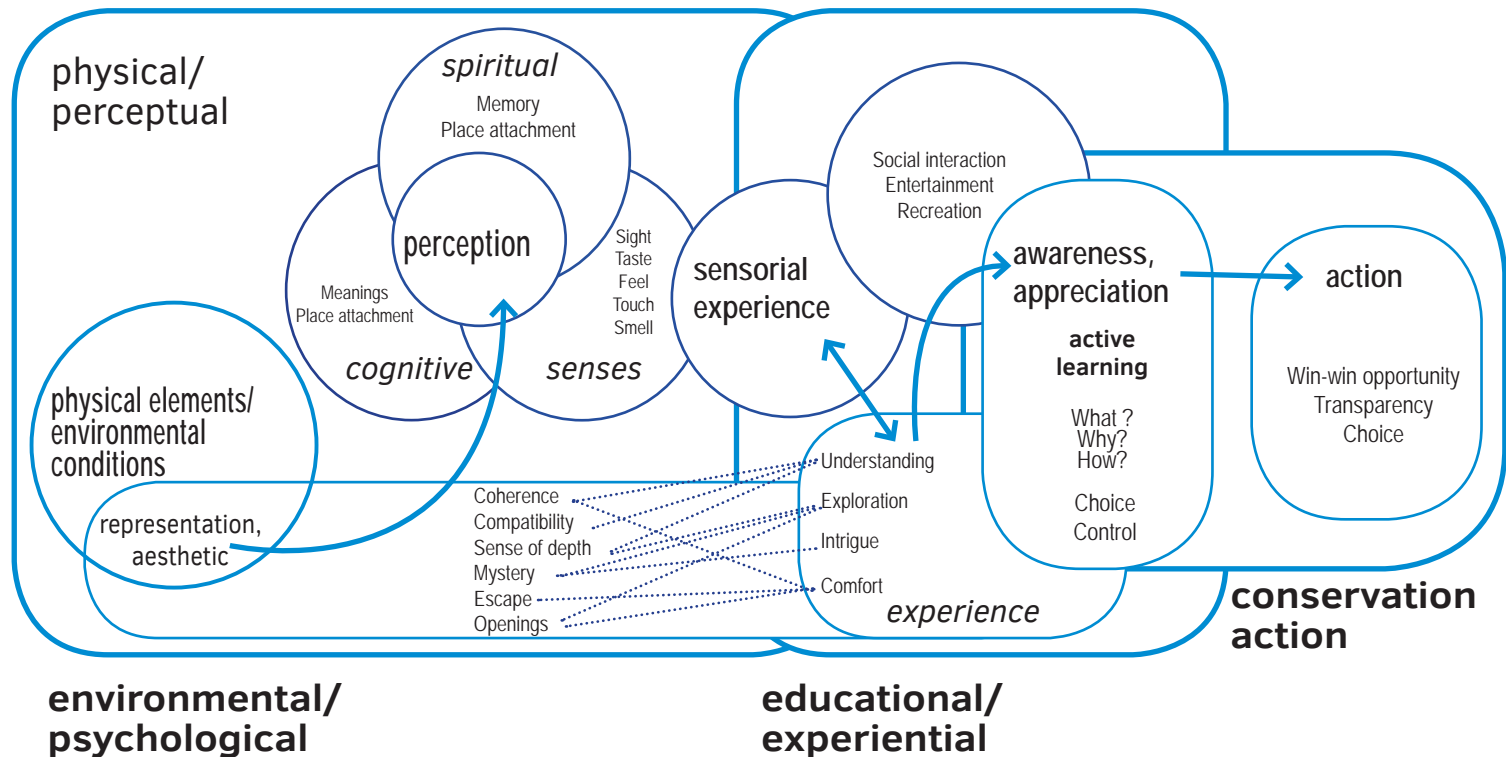 physical/
perceptual
spiritual
Memory
Place attachment
perception
Meanings
Place attachment
cognitive
Sight
Taste
Feel
Touch
Smell
senses
physical elements/
environmental
conditions
representation,
aesthetic
Coherence
Compatibility
Sense of depth
Mystery
Escape
Openings
sensorial
experience
Social interaction
Entertainment
Recreation
Understanding
Exploration
Intrigue
Comfort
experience
awareness,
appreciation
active
learning
What ?
Why?
How?
Choice
Control
action
Win-win opportunity
Transparency
Choice
conservation
action
environmental/
psychological
educational/
experiential